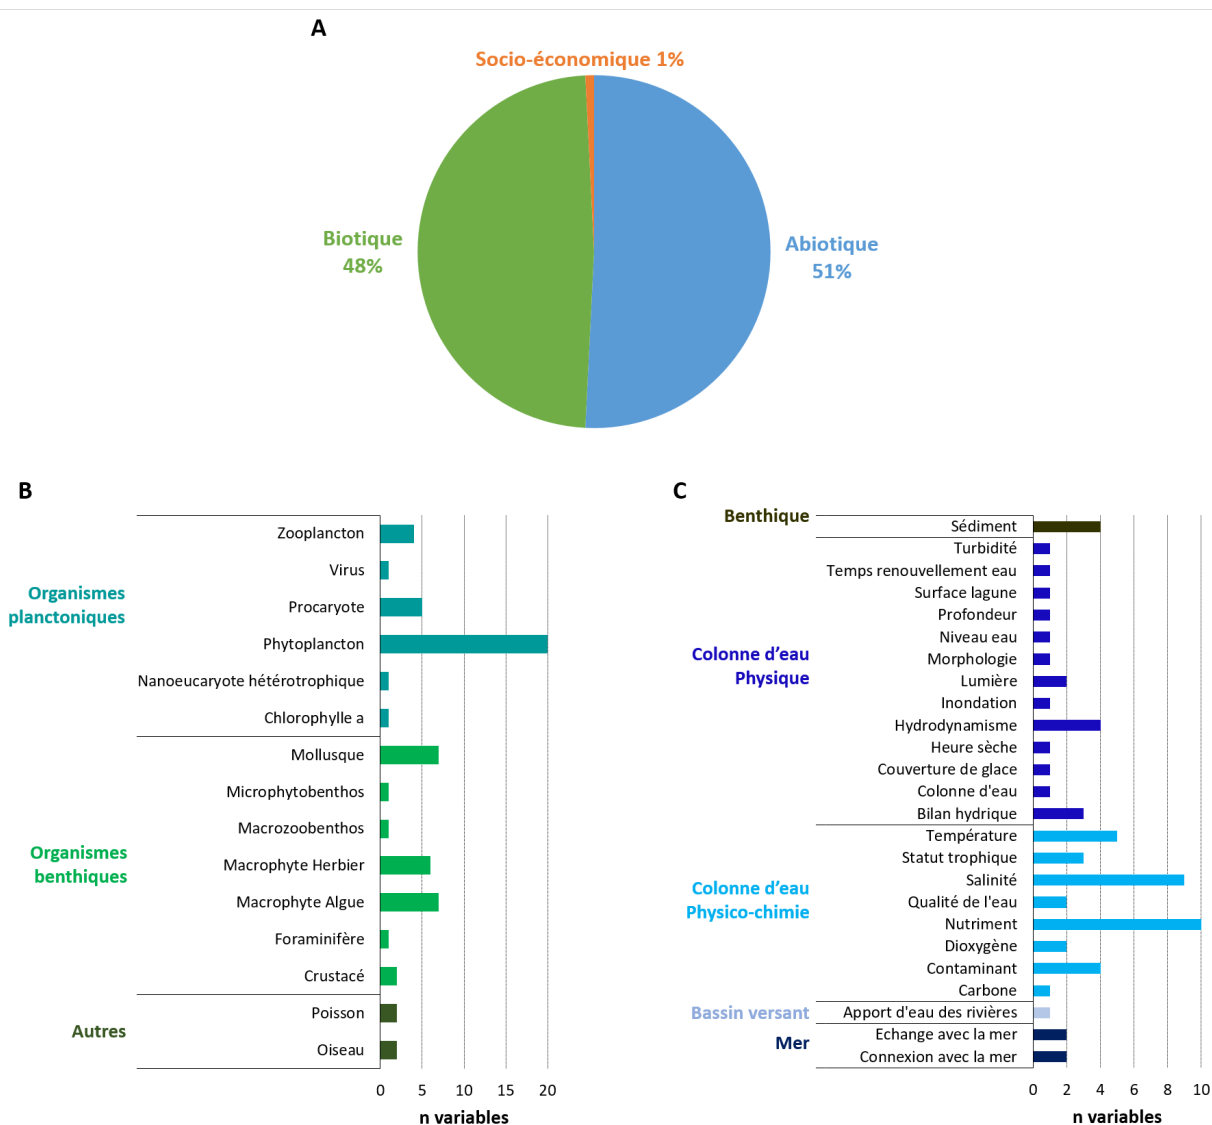 A
Socio-économique 1%
Biotique
48%
Abiotique
51%
B
Organismes
planctoniques
Zooplancton
Virus
Procaryote
Phytoplancton
Nanoeucaryote hétérotrophique
Chlorophylle a
Organismes
benthiques
Mollusque
Microphytobenthos
Macrozoobenthos
Macrophyte Herbier
Macrophyte Algue
Foraminifère
Crustacé
Autres
Poisson
Oiseau
0 5 10 15 20
n variables
C
Benthique
Sédiment
Colonne d’eau
Physique
Turbidité
Temps renouvellement eau
Surface lagune
Profondeur
Niveau eau
Morphologie
Lumière
Inondation
Hydrodynamisme
Heure sèche
Couverture de glace
Colonne d'eau
Bilan hydrique
Colonne d’eau
Physico-chimie
Température
Statut trophique
Salinité
Qualité de l'eau
Nutriment
Dioxygène
Contaminant
Carbone
Bassin versant
Apport d'eau des rivières
Mer
Echange avec la mer
Connexion avec la mer
0 2 4 6 8 10
n variables